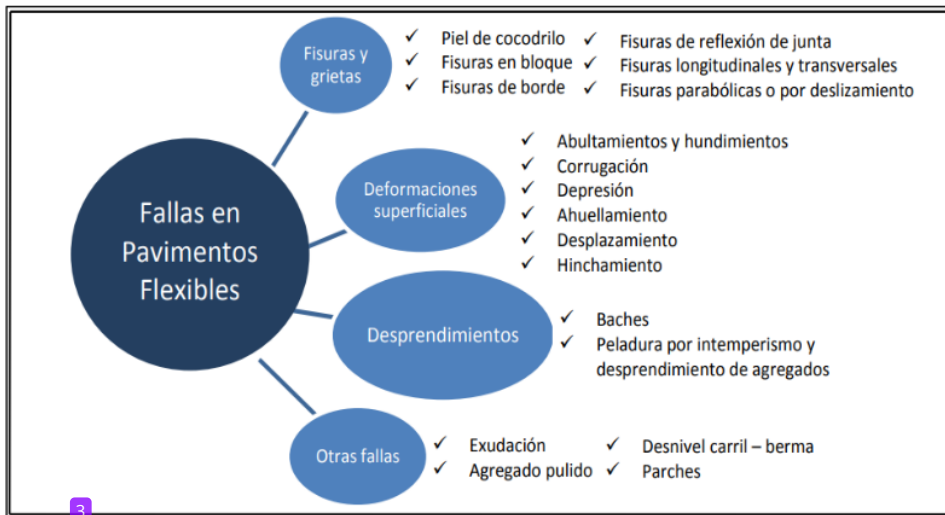 Fallas en
Pavimentos
Flexibles
Fisuras y
grietas
✓ Piel de cocodrilo
✓ Fisuras en bloque
✓ Fisuras de borde
✓ Fisuras de reflexión de junta
✓ Fisuras longitudinales y transversales
✓ Fisuras parabólicas o por deslizamiento
Deformaciones
superficiales
✓ Abultamientos y hundimientos
✓ Corrugación
✓ Depresión
✓ Ahuellamiento
✓ Desplazamiento
✓ Hinchamiento
Desprendimientos
✓ Baches
✓ Peladura por intemperismo y
desprendimiento de agregados
Otras fallas
✓ Exudación
✓ Agregado pulido
✓ Desnivel carril – berma
✓ Parches
3